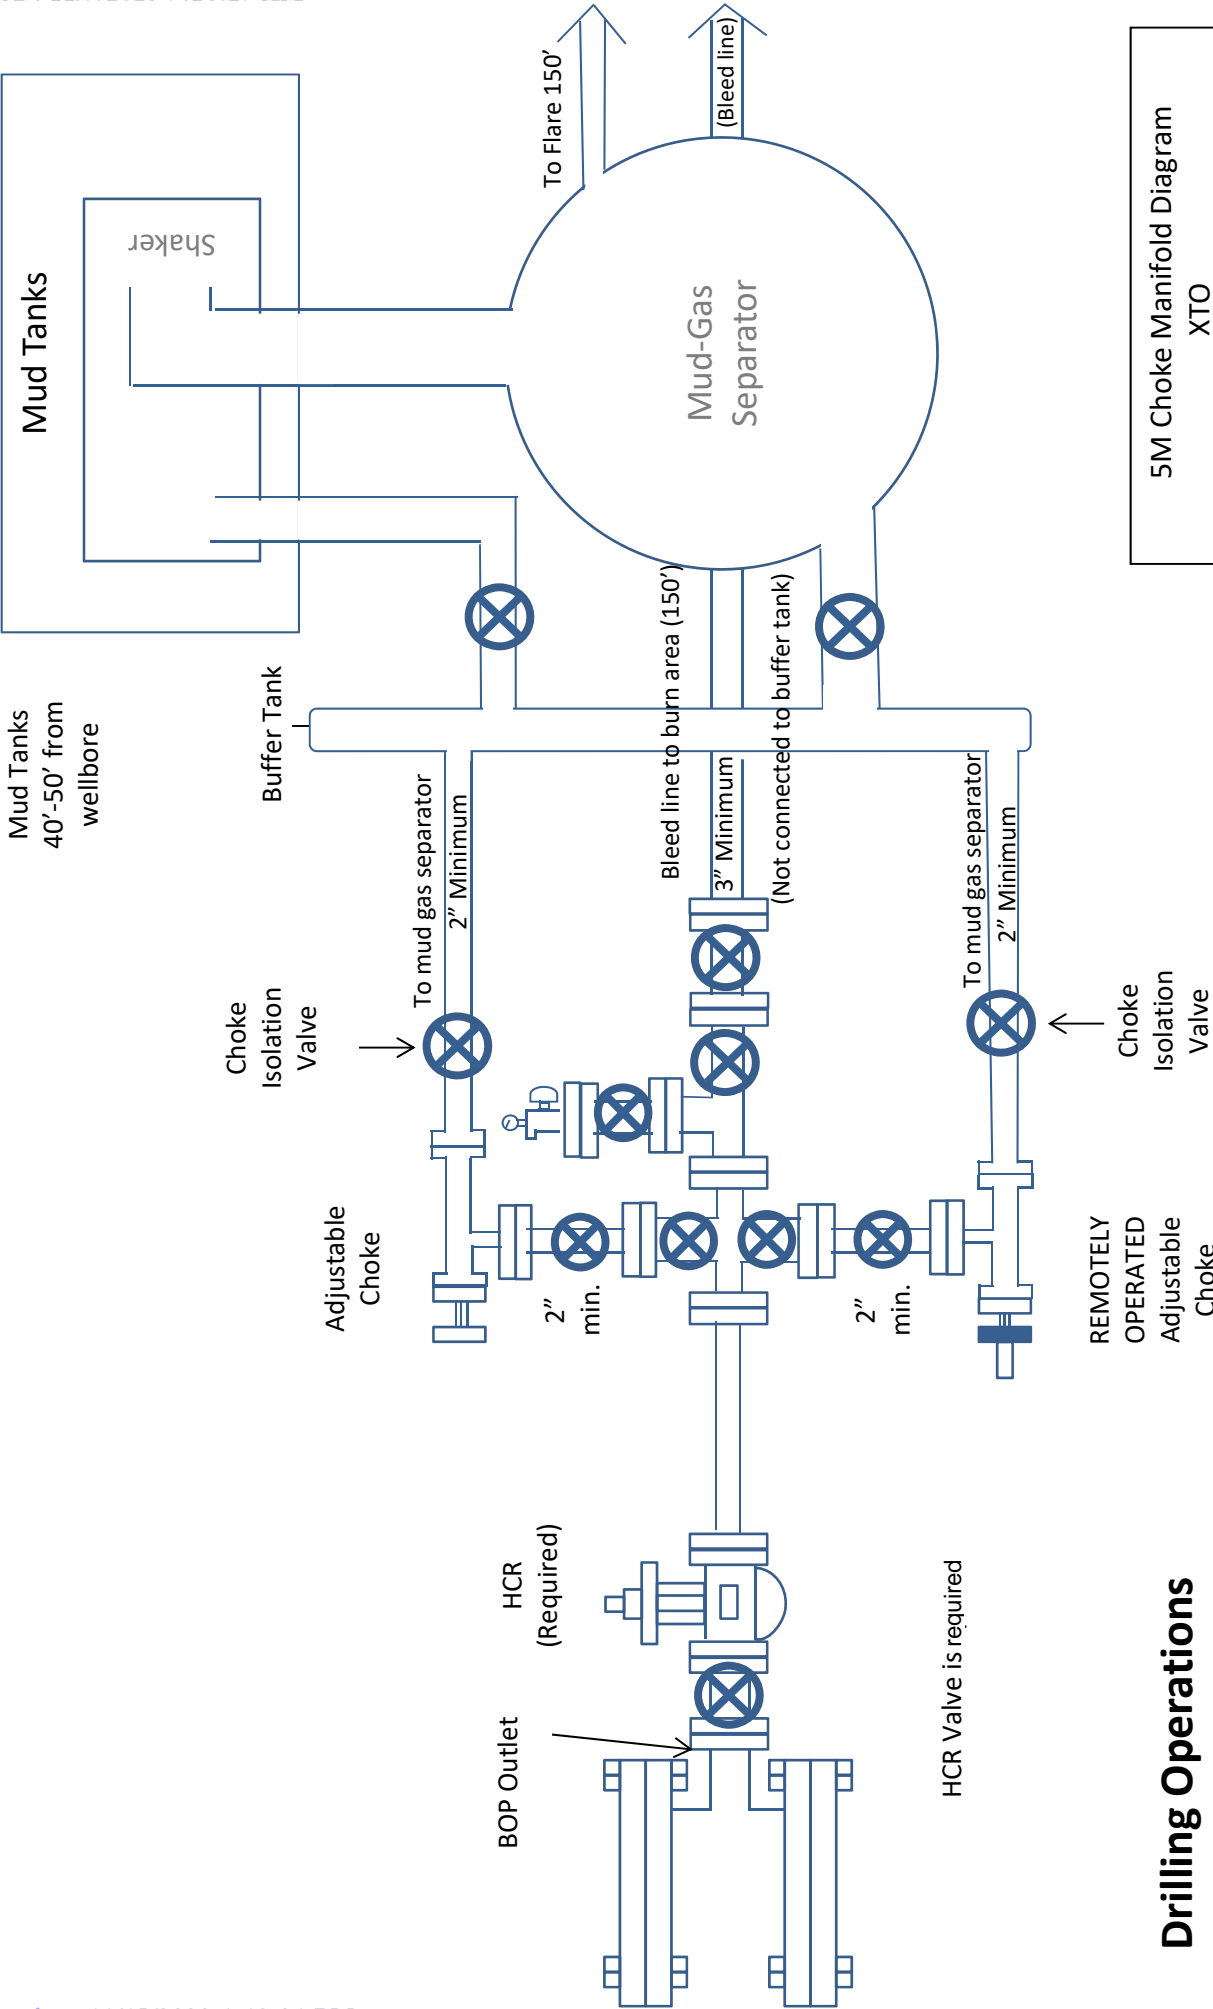 Mud Tanks
40’-50’ from
wellbore
Mud Tanks
Shaker
Buffer Tank
Choke
Isolation
Valve
Adjustable
Choke
To mud gas separator
2” Minimum
To Flare 150’
(Bleed line)
Mud-Gas
Separator
HCR
(Required)
BOP Outlet
2”
min.
2”
min.
Bleed line to burn area (150’)
3” Minimum
(Not connected to buffer tank)
To mud gas separator
2” Minimum
HCR Valve is required
REMOTELY
OPERATED
Adjustable
Choke
Choke
Isolation
Valve
Drilling Operations
5M Choke Manifold Diagram
XTO